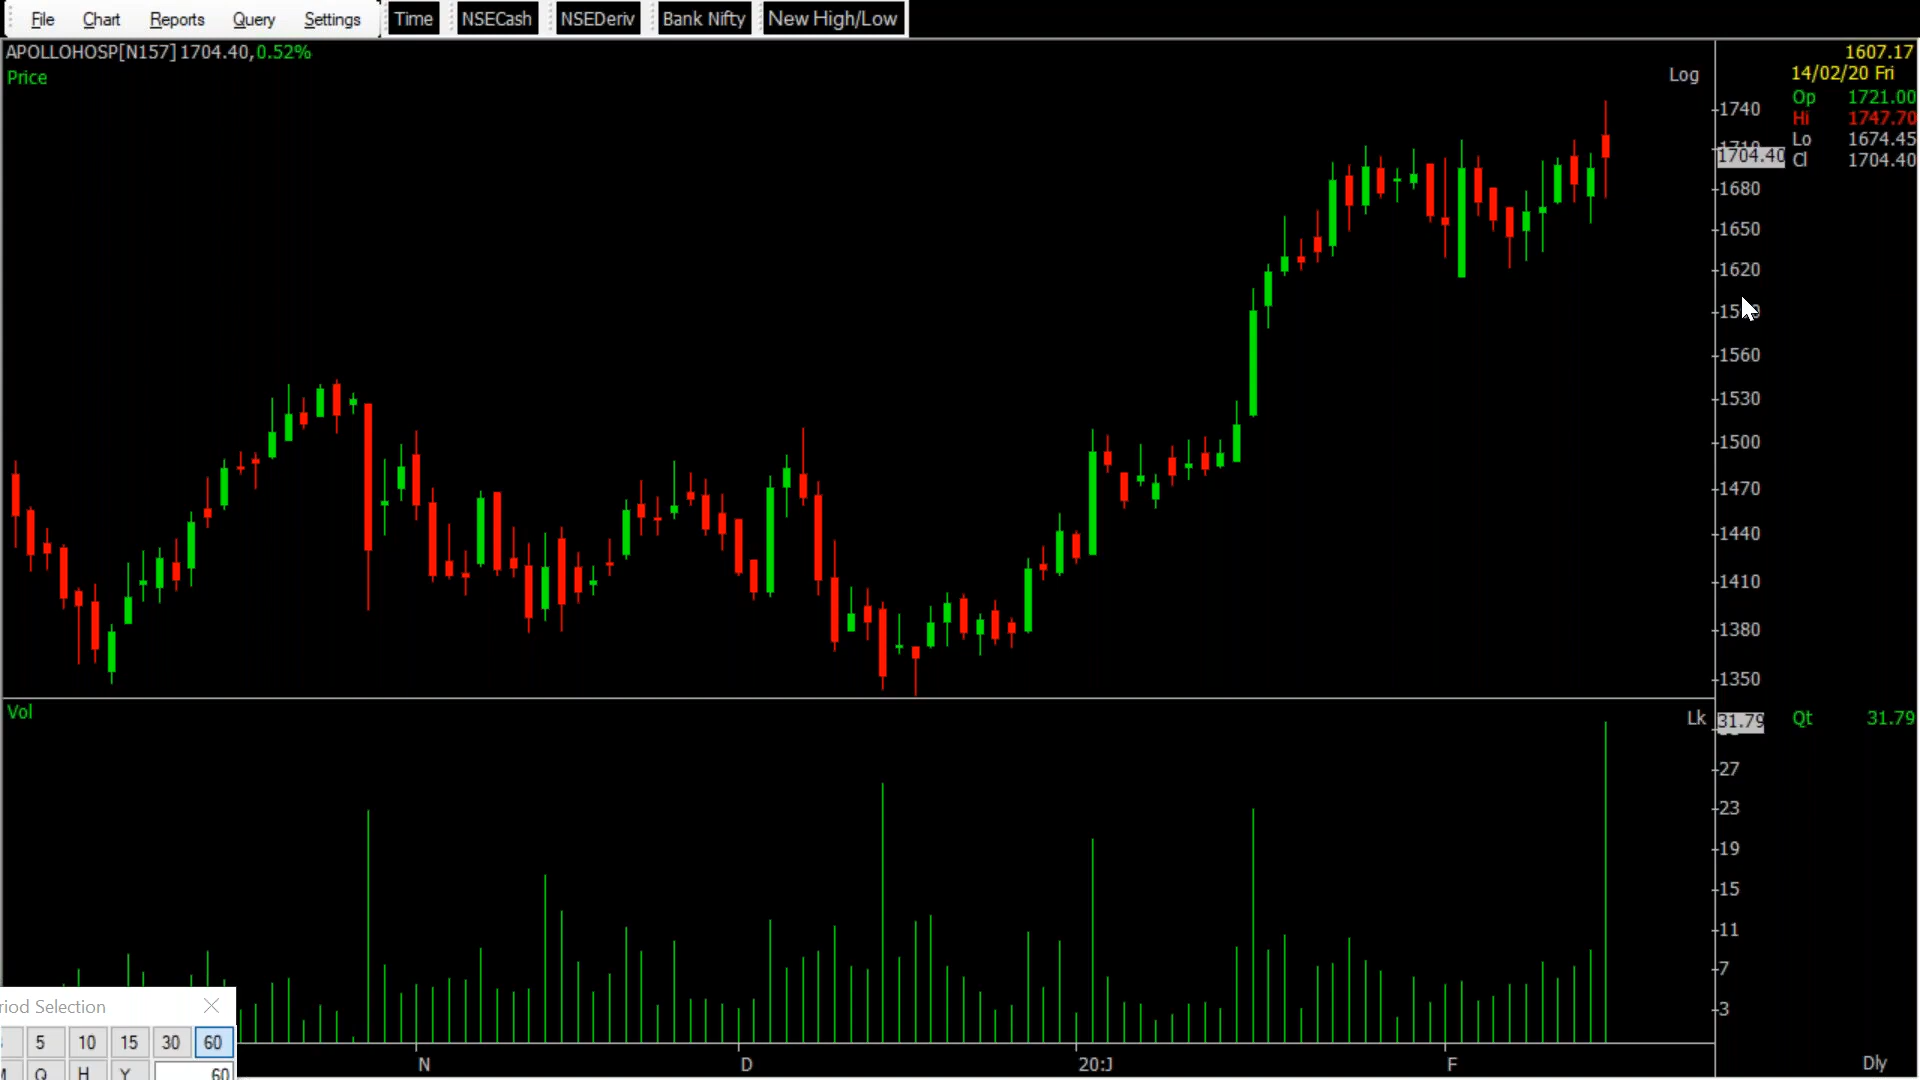 File Chart Reports Query Settings Time NSECash NSEDeriv Bank Nifty New High/Low
APOLLOHOSP[N157] 1704.40, 0.52%
1607.17
Price
Log
14/02/20 Fri
Op 1721.00
Hi 1747.70
Lo 1674.45
Cl 1704.40
1740
1704.40
1680
1650
1620
1560
1530
1500
1470
1440
1410
1380
1350
Vol
Lk
31.79
Qt 31.79
27
23
19
15
11
7
3
riod Selection
5 10 15 30 60
Q H Y 60
N D 20:J F
Dly